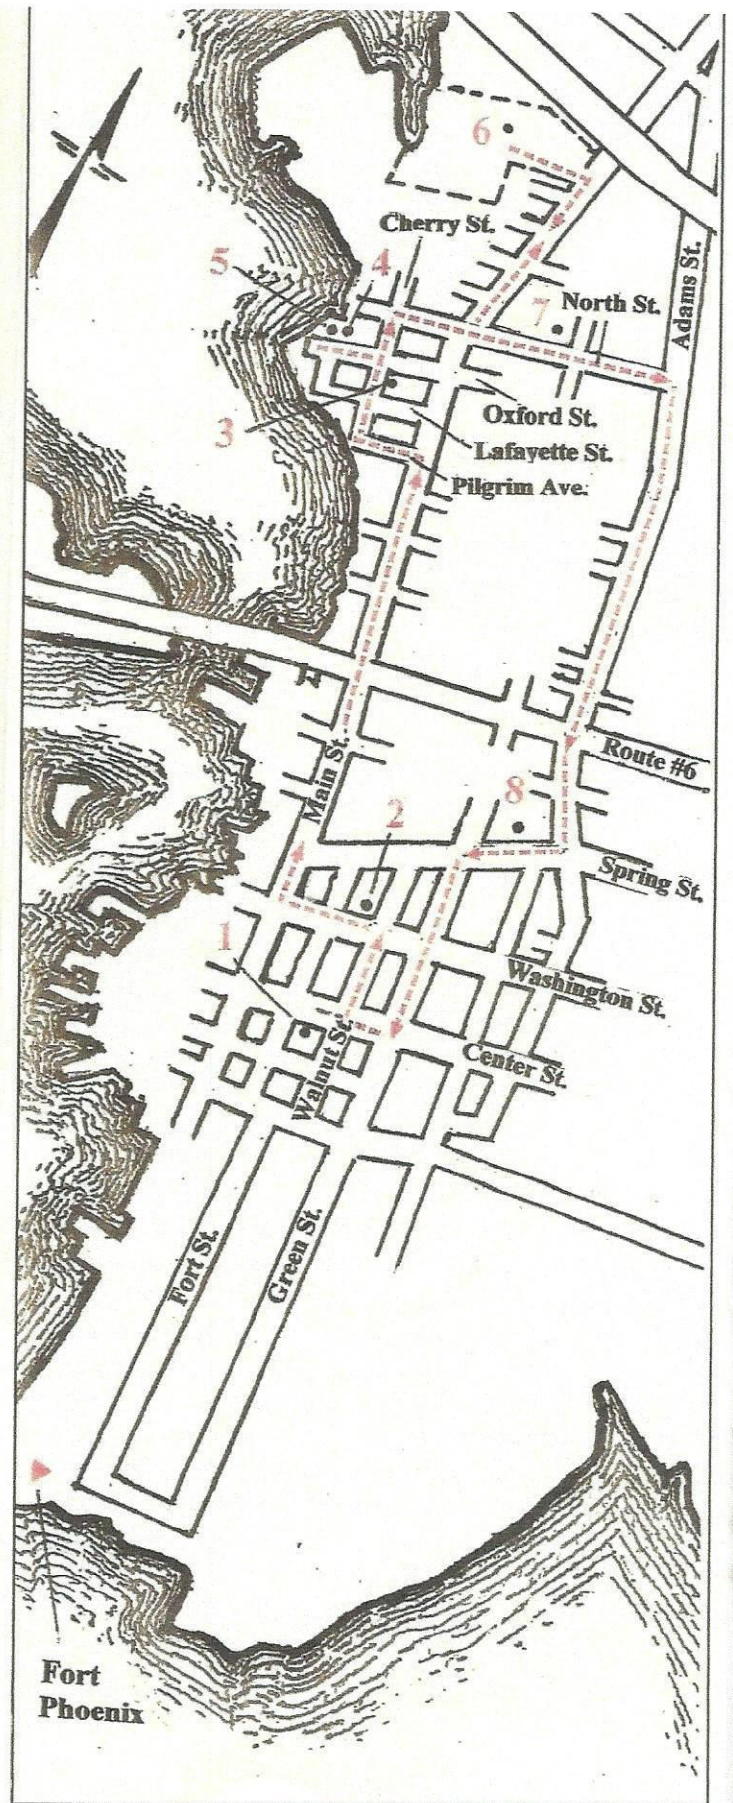 6
Cherry St.
5
4
Adams St.
7
North St.
3
Oxford St.
Lafayette St.
Pilgrim Ave.
Main St.
Route #6
8
2
Spring St.
1
Washington St.
Walnut St.
Center St.
Fort St.
Green St.
Fort
Phoenix